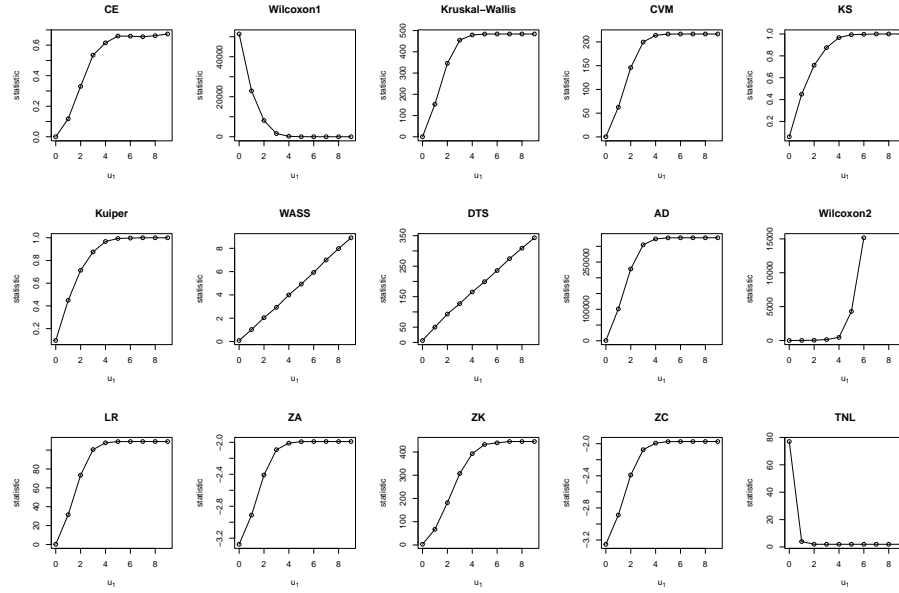 CE
statistic
0.0 0.2 0.4 0.6
0 2 4 6 8
u1
Wilcoxon1
statistic
0 20000 40000
0 2 4 6 8
u1
Kruskal−Wallis
statistic
0 100 200 300 400 500
0 2 4 6 8
u1
CVM
statistic
0 50 100 150 200
0 2 4 6 8
u1
KS
statistic
0.2 0.4 0.6 0.8 1.0
0 2 4 6 8
u1
Kuiper
statistic
0.2 0.4 0.6 0.8 1.0
0 2 4 6 8
u1
WASS
statistic
0 2 4 6 8
0 2 4 6 8
u1
DTS
statistic
0 50 150 250 350
0 2 4 6 8
u1
AD
statistic
0 100000 250000
0 2 4 6 8
u1
Wilcoxon2
statistic
0 5000 10000 15000
0 2 4 6 8
u1
LR
statistic
0 20 40 60 80
0 2 4 6 8
u1
ZA
statistic
−3.2 −2.8 −2.4 −2.0
0 2 4 6 8
u1
ZK
statistic
0 100 200 300 400
0 2 4 6 8
u1
ZC
statistic
−3.2 −2.8 −2.4 −2.0
0 2 4 6 8
u1
TNL
statistic
0 20 40 60 80
0 2 4 6 8
u1